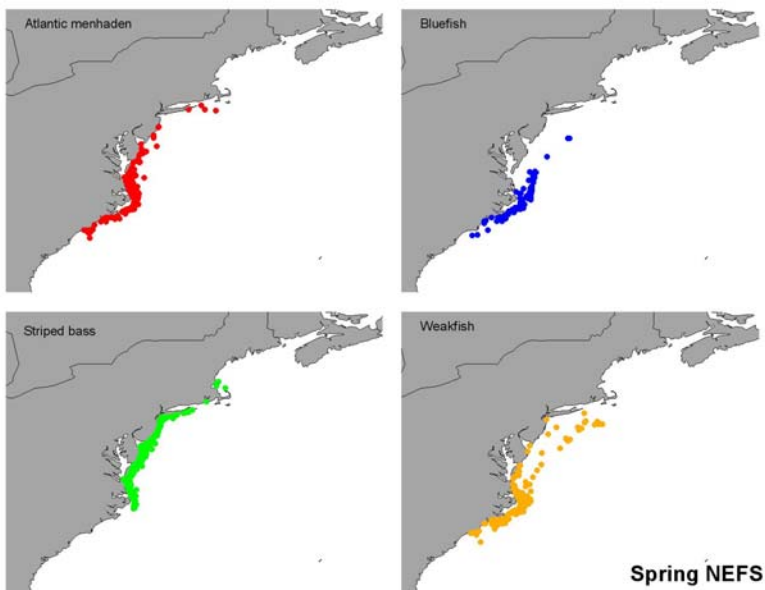 Atlantic menhaden
Bluefish
Striped bass
Weakfish
Spring NEFS